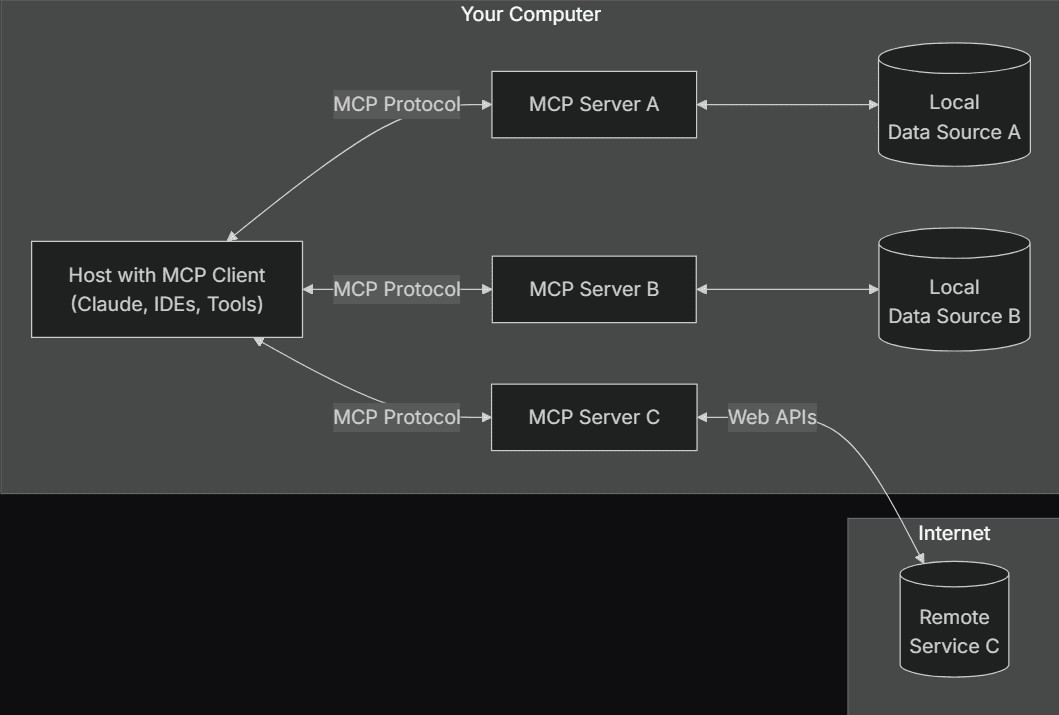 Your Computer
MCP Protocol
MCP Server A
Local
Data Source A
Host with MCP Client
(Claude, IDEs, Tools)
MCP Protocol
MCP Server B
Local
Data Source B
MCP Protocol
MCP Server C
Web APIs
Internet
Remote
Service C